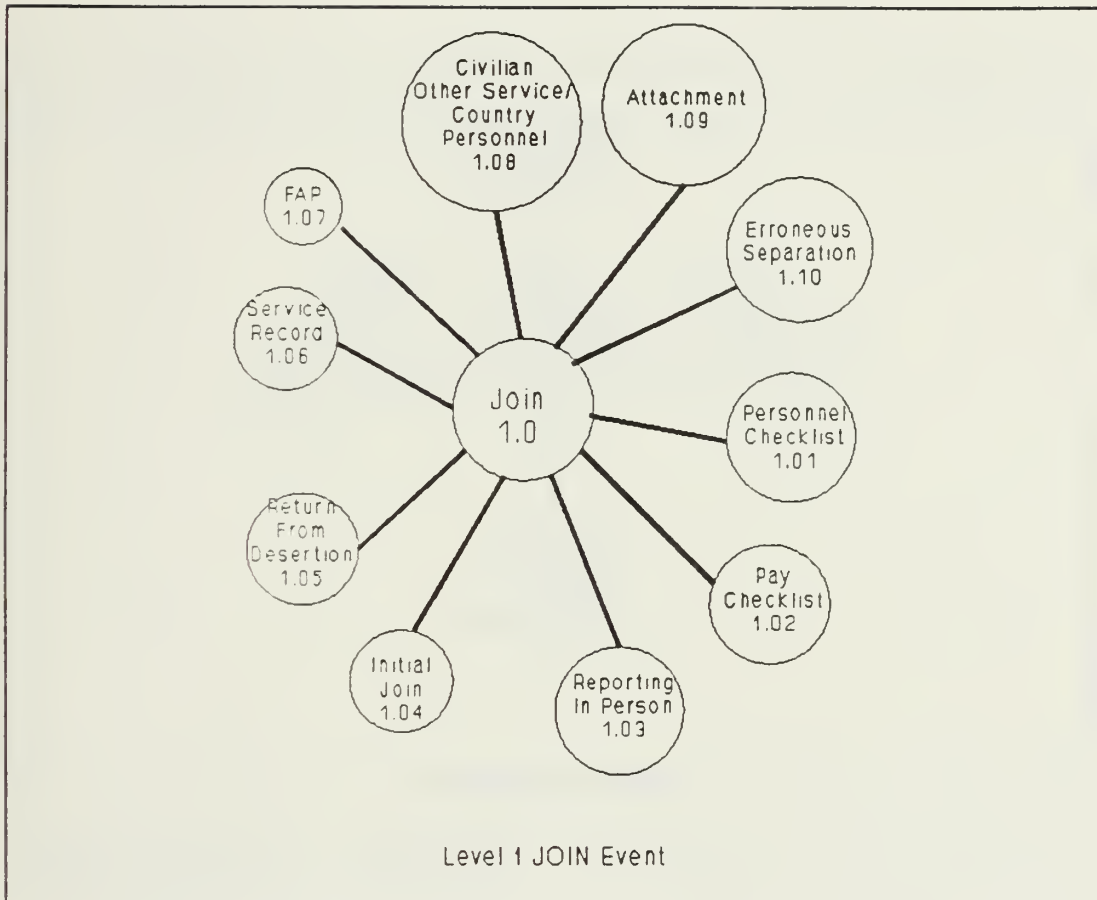 Civilian
Other Service/
Country
Personnel
1.08
Attachment
1.09
FAP
1.07
Erroneous
Separation
1.10
Service
Record
1.06
Join
1.0
Personnel
Checklist
1.01
Return
From
Desertion
1.05
Pay
Checklist
1.02
Initial
Join
1.04
Reporting
In Person
1.03
Level 1 JOIN Event